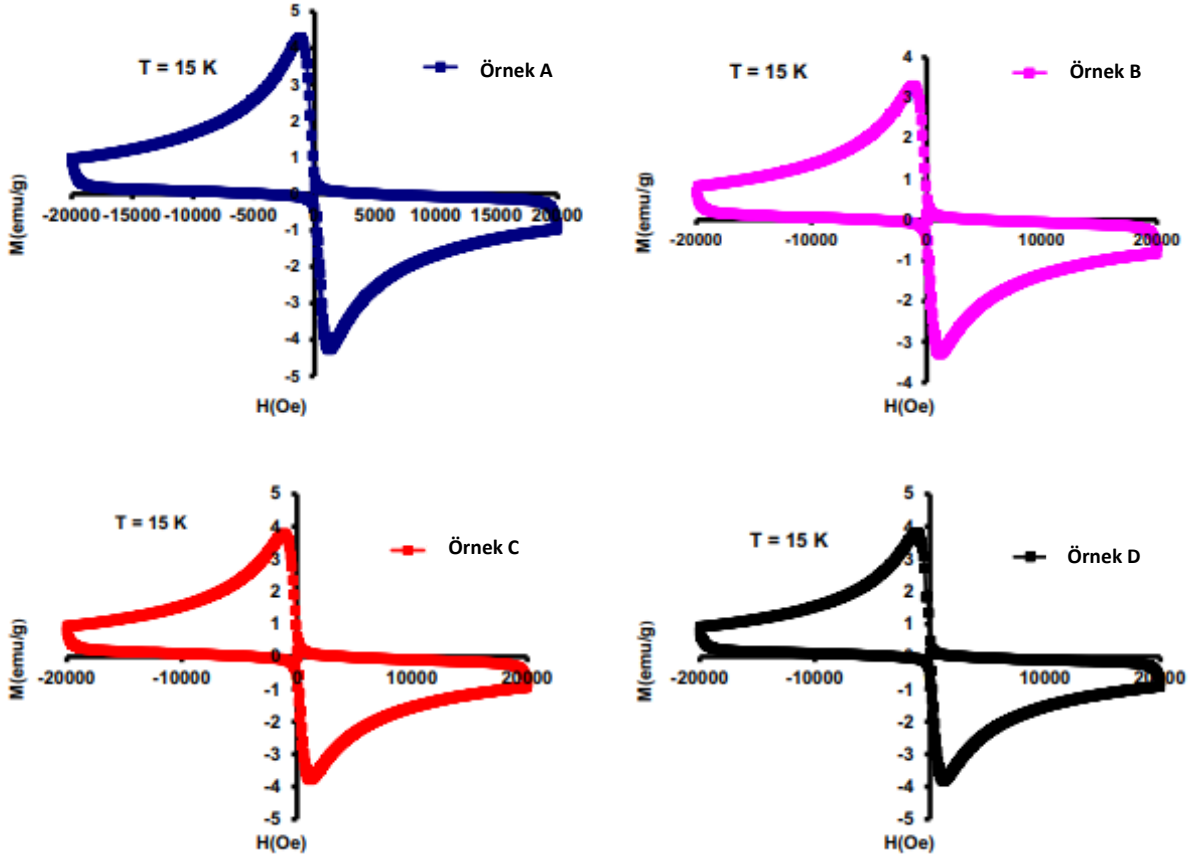 5
4
3
2
1
0
-1
-2
-3
-4
-5
T = 15 K
Örnek A
-20000 -15000 -10000 -5000 0 5000 10000 15000 20000
M(emu/g)
H(Oe)
4
3
2
1
0
-1
-2
-3
-4
T = 15 K
Örnek B
-20000 -10000 0 10000 20000
M(emu/g)
H(Oe)
5
4
3
2
1
0
-1
-2
-3
-4
-5
T = 15 K
Örnek C
-20000 -10000 0 10000 20000
M(emu/g)
H(Oe)
5
4
3
2
1
0
-1
-2
-3
-4
-5
T = 15 K
Örnek D
-20000 -10000 0 10000 20000
M(emu/g)
H(Oe)